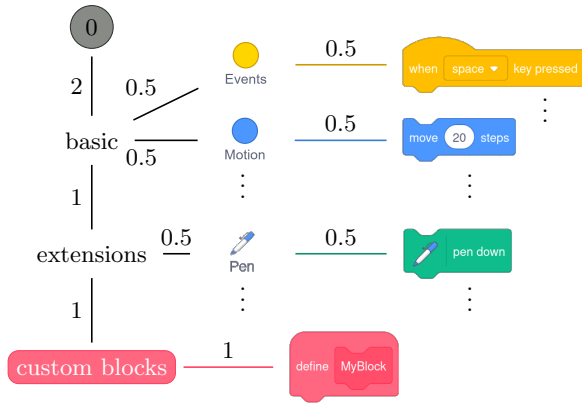 0
2
0.5
Events
0.5
when space key pressed
basic
0.5
Motion
0.5
move 20 steps
1
extensions
0.5
Pen
0.5
pen down
1
custom blocks
1
define MyBlock